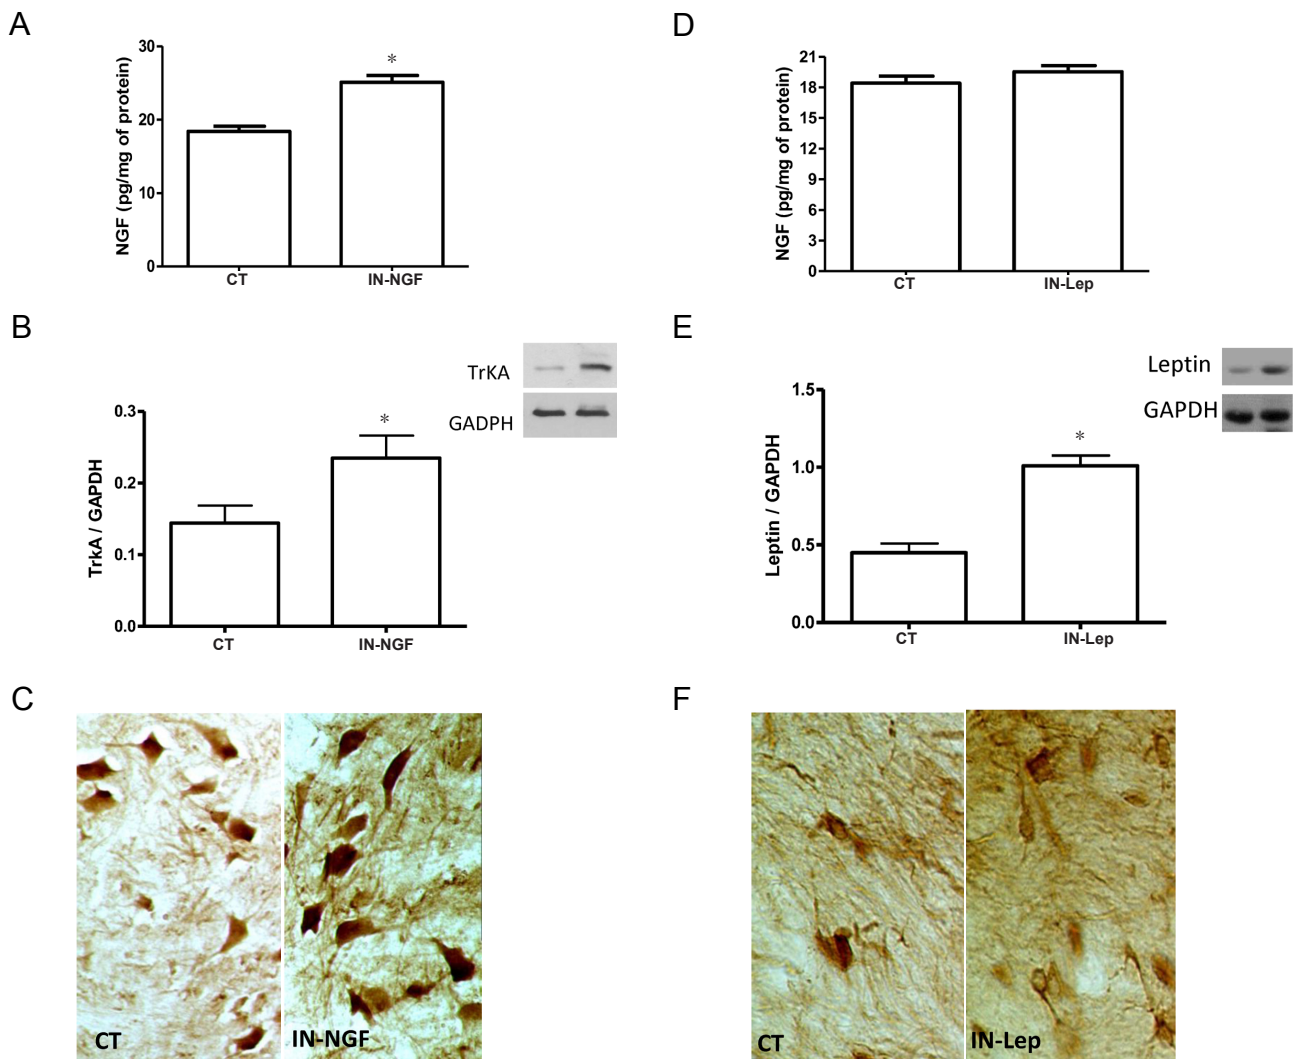 A
NGF (pg/mg of protein)
30
20
10
0
*
CT
IN-NGF
D
NGF (pg/mg of protein)
21
18
15
12
9
6
3
0
CT
IN-Lep
B
TrKA
GADPH
TrkA / GAPDH
0.3
0.2
0.1
0.0
*
CT
IN-NGF
E
Leptin
GAPDH
Leptin / GAPDH
1.5
1.0
0.5
0.0
*
CT
IN-Lep
C
CT
IN-NGF
F
CT
IN-Lep